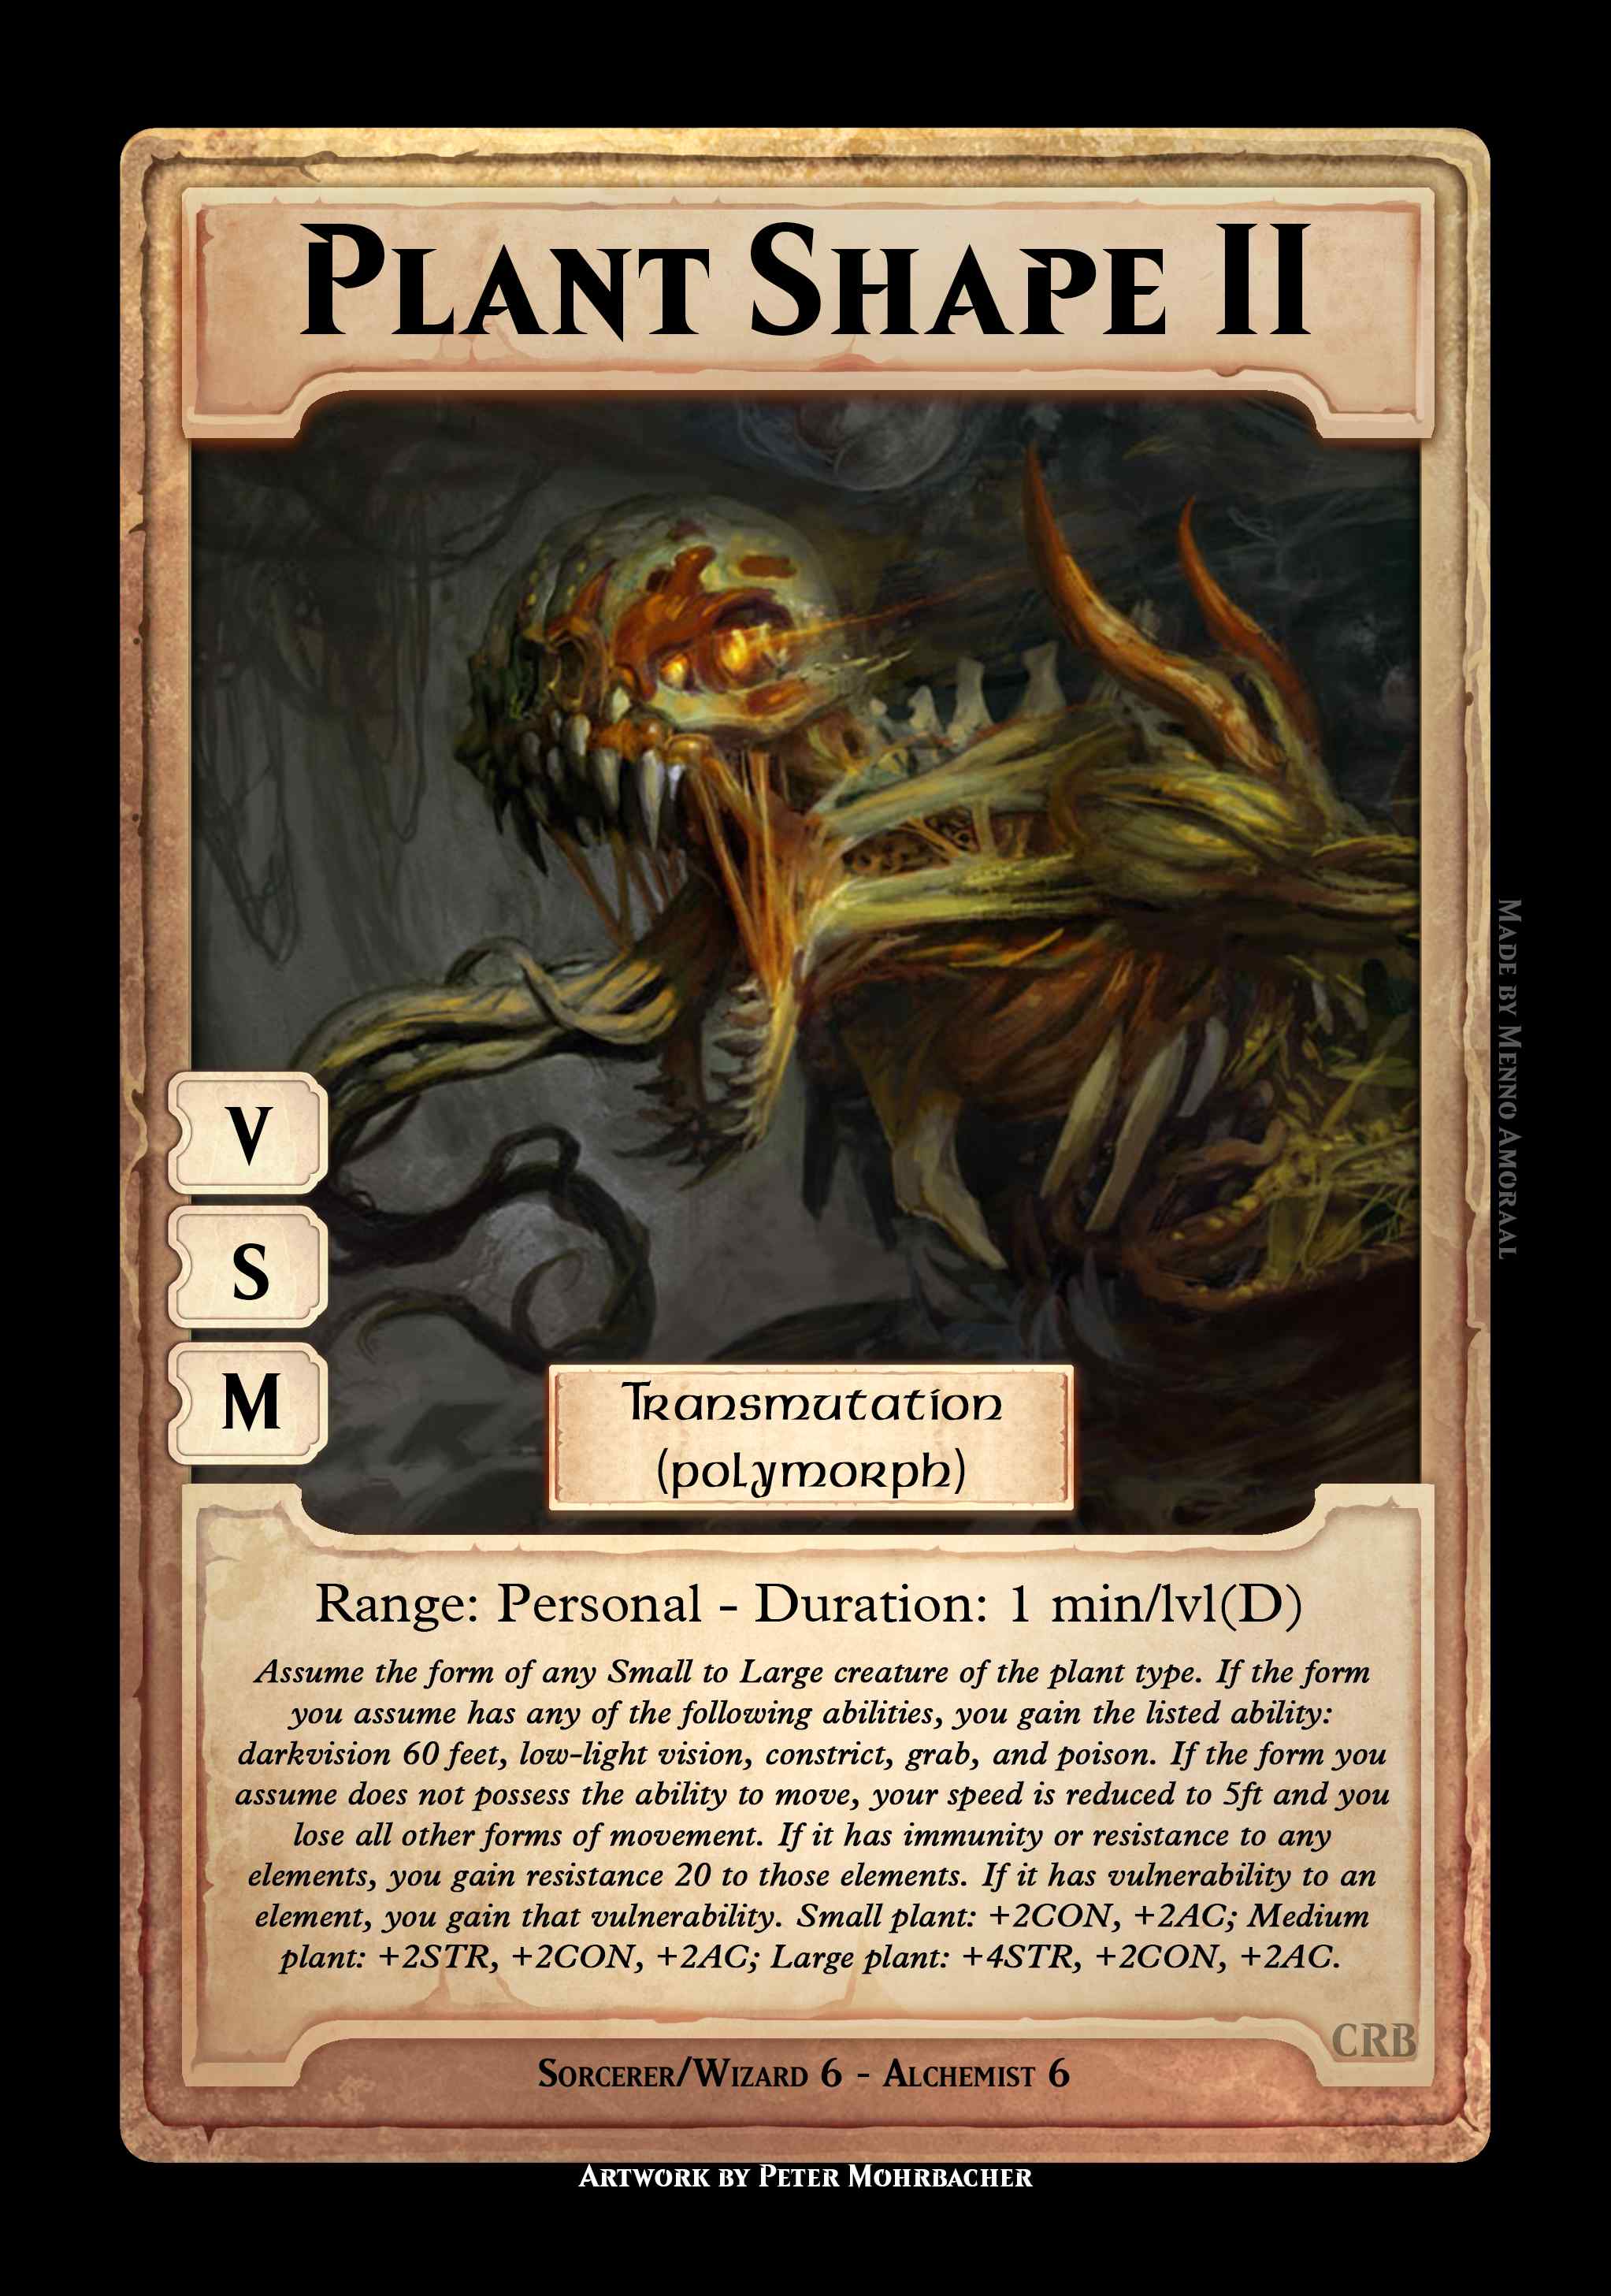 Plant Shape II
V
S
M
Transmutation
(polymorph)
Range: Personal - Duration: 1 min/lvl(D)
Assume the form of any Small to Large creature of the plant type. If the form
you assume has any of the following abilities, you gain the listed ability:
darkvision 60 feet, low-light vision, constrict, grab, and poison. If the form you
assume does not possess the ability to move, your speed is reduced to 5ft and you
lose all other forms of movement. If it has immunity or resistance to any
elements, you gain resistance 20 to those elements. If it has vulnerability to an
element, you gain that vulnerability. Small plant: +2CON, +2AC; Medium
plant: +2STR, +2CON, +2AC; Large plant: +4STR, +2CON, +2AC.
CRB
Sorcerer/Wizard 6 - Alchemist 6
Artwork by Peter Mohrbacher
Made by Menno Amoraal